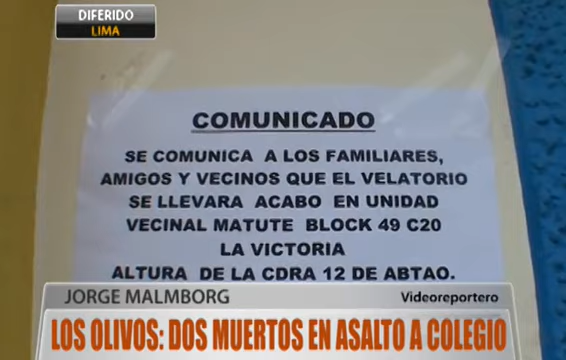 DIFERIDO
LIMA
COMUNICADO
SE COMUNICA A LOS FAMILIARES,
AMIGOS Y VECINOS QUE EL VELATORIO
SE LLEVARA ACABO EN UNIDAD
VECINAL MATUTE BLOCK 49 C20
LA VICTORIA
ALTURA DE LA CDRA 12 DE ABTAO.
JORGE MALMBORG
Videoreportero
LOS OLIVOS: DOS MUERTOS EN ASALTO A COLEGIO